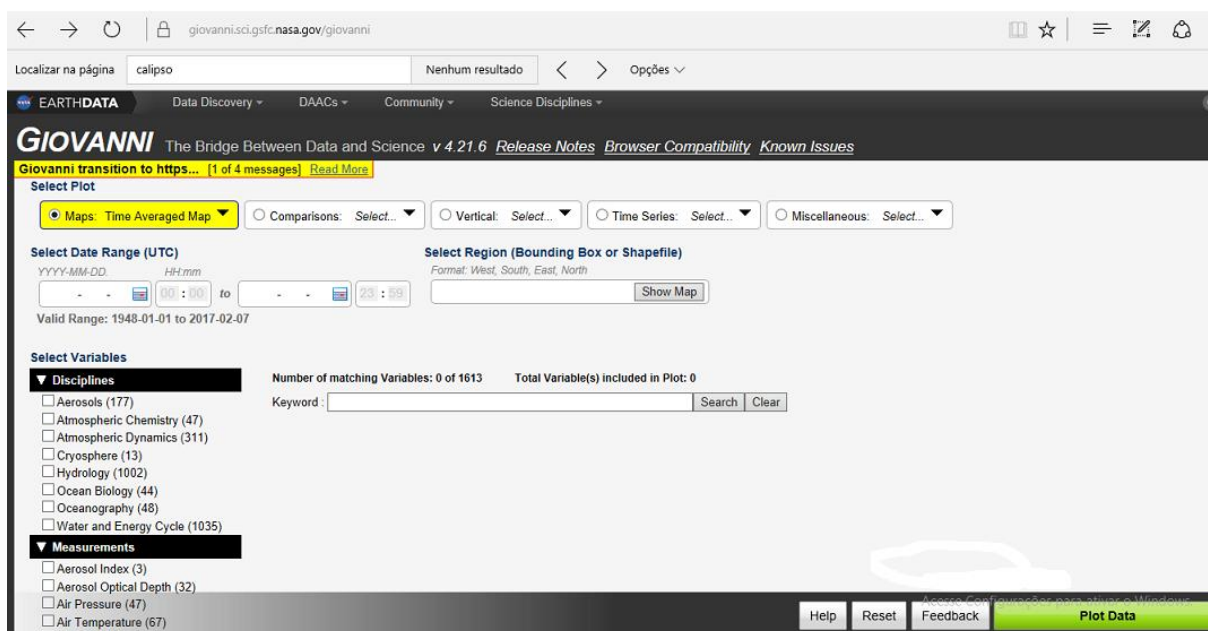 giovanni.sci.gsfc.nasa.gov/giovanni
Localizar na página calipso Nenhum resultado Opções
EARTHDATA Data Discovery DAACs Community Science Disciplines
GIOVANNI The Bridge Between Data and Science v 4.21.6 Release Notes Browser Compatibility Known Issues
Giovanni transition to https... [1 of 4 messages] Read More
Select Plot
Maps: Time Averaged Map Comparisons: Select... Vertical: Select... Time Series: Select... Miscellaneous: Select...
Select Date Range (UTC) Select Region (Bounding Box or Shapefile)
YYYY-MM-DD. HH:mm Format: West, South, East, North
- - 00 : 00 to - - 23 : 59 Show Map
Valid Range: 1948-01-01 to 2017-02-07
Select Variables
Disciplines Number of matching Variables: 0 of 1613 Total Variable(s) included in Plot: 0
Aerosols (177) Keyword : Search Clear
Atmospheric Chemistry (47)
Atmospheric Dynamics (311)
Cryosphere (13)
Hydrology (1002)
Ocean Biology (44)
Oceanography (48)
Water and Energy Cycle (1035)
Measurements
Aerosol Index (3)
Aerosol Optical Depth (32)
Air Pressure (47)
Acesse Configurações para ativar o Windows.
Air Temperature (67) Help Reset Feedback Plot Data